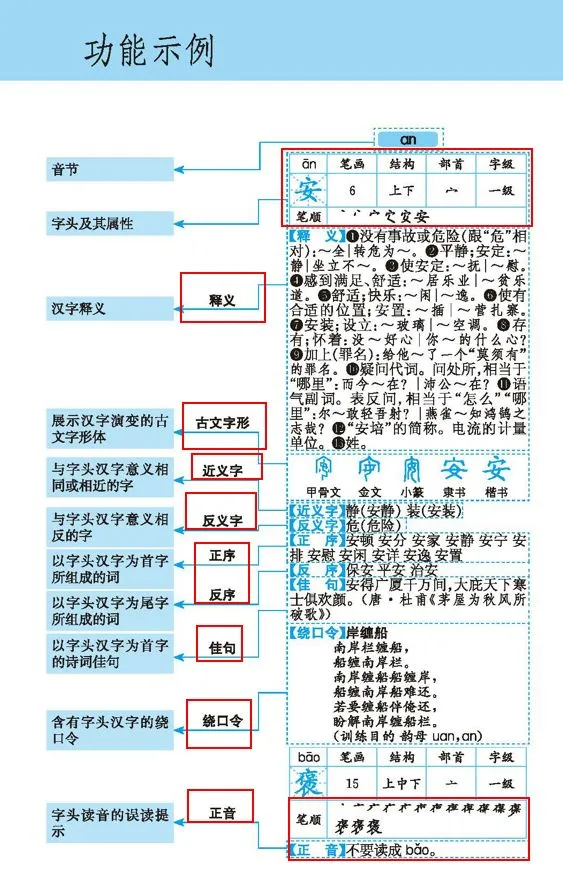 功能示例
an
音节
字头及其属性
汉字释义
释义
展示汉字演变的古
文字形体
古文字形
与字头汉字意义相
同或相近的字
近义字
与字头汉字意义相
反的字
反义字
以字头汉字为首字
所组成的词
正序
以字头汉字为尾字
所组成的词
反序
以字头汉字为首字
的诗词佳句
佳句
含有字头汉字的绕
口令
绕口令
字头读音的误读提
示
正音
ān 笔画 结构 部首 字级
安 6 上下 宀 一级
笔顺
【释 义】❶没有事故或危险(跟“危”相
对):～全|转危为～。❷平静;安定:～
静|坐立不～。❸使安定:～抚|～慰。
❹感到满足、舒适:～居乐业|～贫乐
道。❺舒适;快乐:～闲|～逸。❻使有
合适的位置;安置:～插|～营扎寨。
❼安装;设立:～玻璃|～空调。❽存
有;怀着:没～好心|你～的什么心?
❾加上(罪名):给他～了一个“莫须有”
的罪名。❿疑问代词。问处所,相当于
“哪里”:而今～在?|沛公～在?⓫语
气副词。表反问,相当于“怎么”“哪
里”:尔～敢轻吾射?|燕雀～知鸿鹄之
志哉?⓬“安培”的简称。电流的计量
单位。⓭姓。
甲骨文 金文 小篆 隶书 楷书
【近义字】静(安静) 装(安装)
【反义字】危(危险)
【正 序】安顿 安分 安家 安静 安宁 安
排 安慰 安闲 安详 安逸 安置
【反 序】保安 平安 治安
【佳 句】安得广厦千万间,大庇天下寒
士俱欢颜。(唐·杜甫《茅屋为秋风所
破歌》)
【绕口令】岸缠船
南岸栏缠船,
船缠南岸栏。
南岸缠船船缠岸,
船缠南岸船难还。
若要缠船伴俺还,
盼解南岸缠船栏。
(训练目的 韵母 uan,an)
bāo 笔画 结构 部首 字级
褒 15 上中下 亠 一级
笔顺
【正 音】不要读成 bǎo。